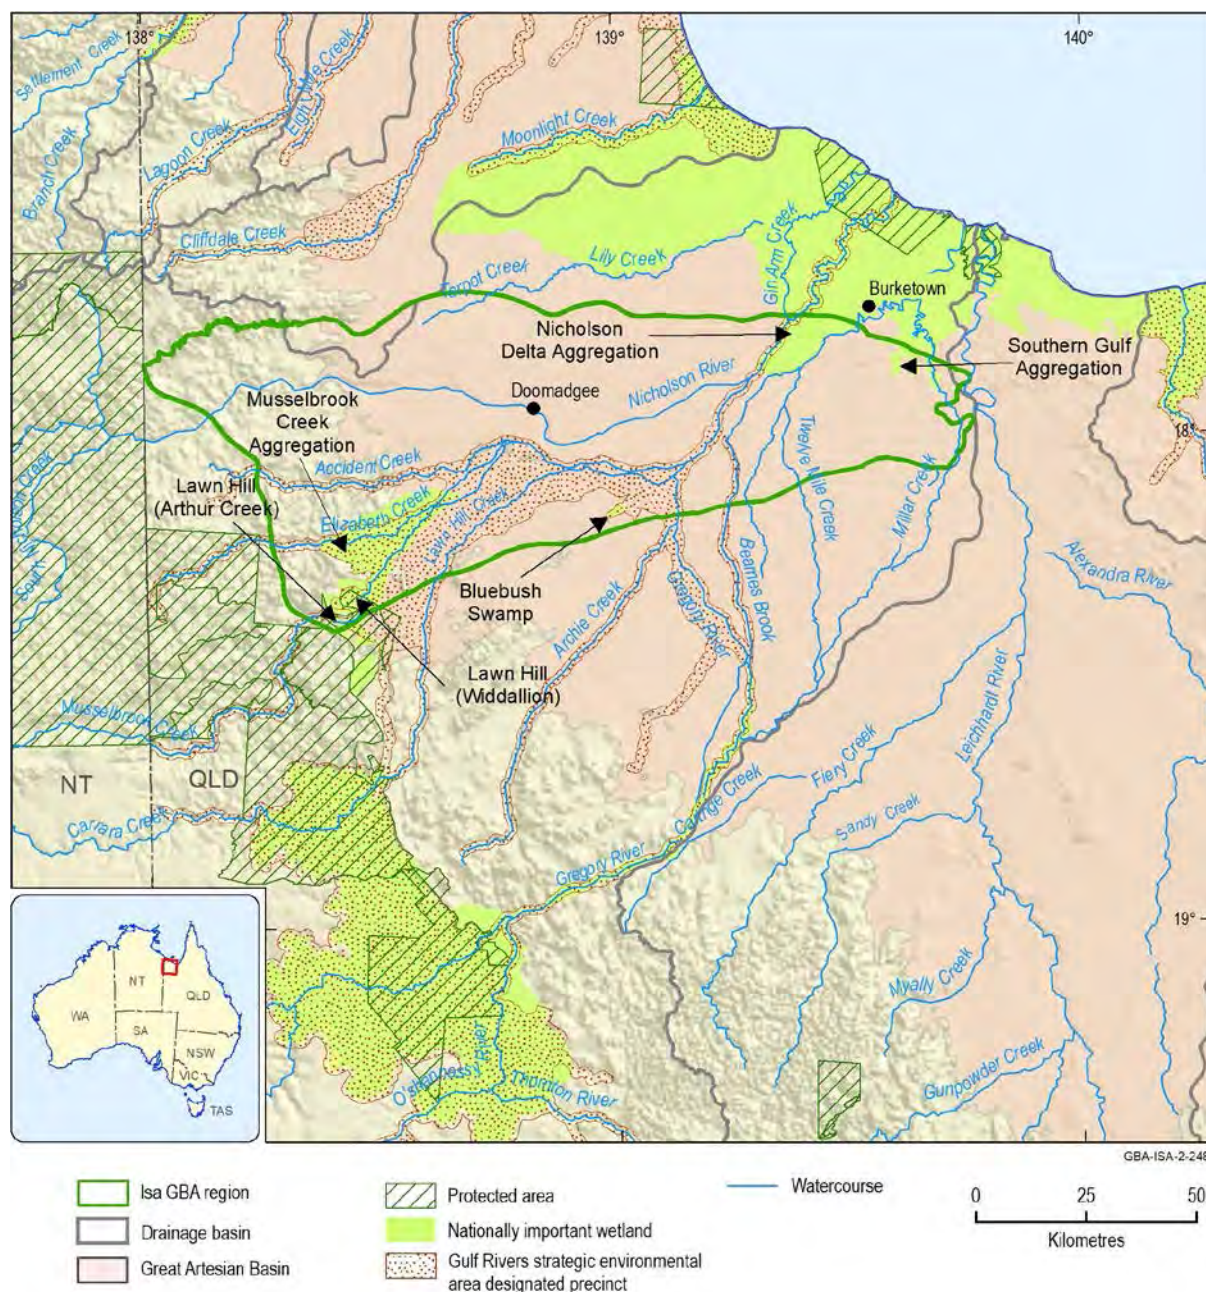 138°
139°
140°
Settlement Creek
Branch Creek
Lagoon Creek
Eight Mile Creek
Cliffdale Creek
Moonlight Creek
Gin Arm Creek
Lily Creek
Terpot Creek
Burketown
Nicholson
Delta Aggregation
Southern Gulf
Aggregation
Nicholson River
Doomadgee
Musselbrook
Creek
Aggregation
18°
Accident Creek
Lawn Hill
(Arthur Creek)
Elizabeth Creek
Lawn Hill Creek
Twelve Mile Creek
Millar Creek
Bluebush
Swamp
Beames Brook
Gregory River
Archie Creek
Alexandra River
Lawn Hill
(Widdallion)
Leichhardt River
Musselbrook Creek
NT
QLD
Carrara Creek
Fiery Creek
Carthge Creek
Sandy Creek
Gregory River
19°
Myally Creek
Gunpowder Creek
O'shannassy River
Thornton River
NT
QLD
WA
SA
NSW
VIC
TAS
GBA-ISA-2-248
Isa GBA region
Drainage basin
Great Artesian Basin
Protected area
Nationally important wetland
Gulf Rivers strategic environmental
area designated precinct
Watercourse
0 25 50
Kilometres